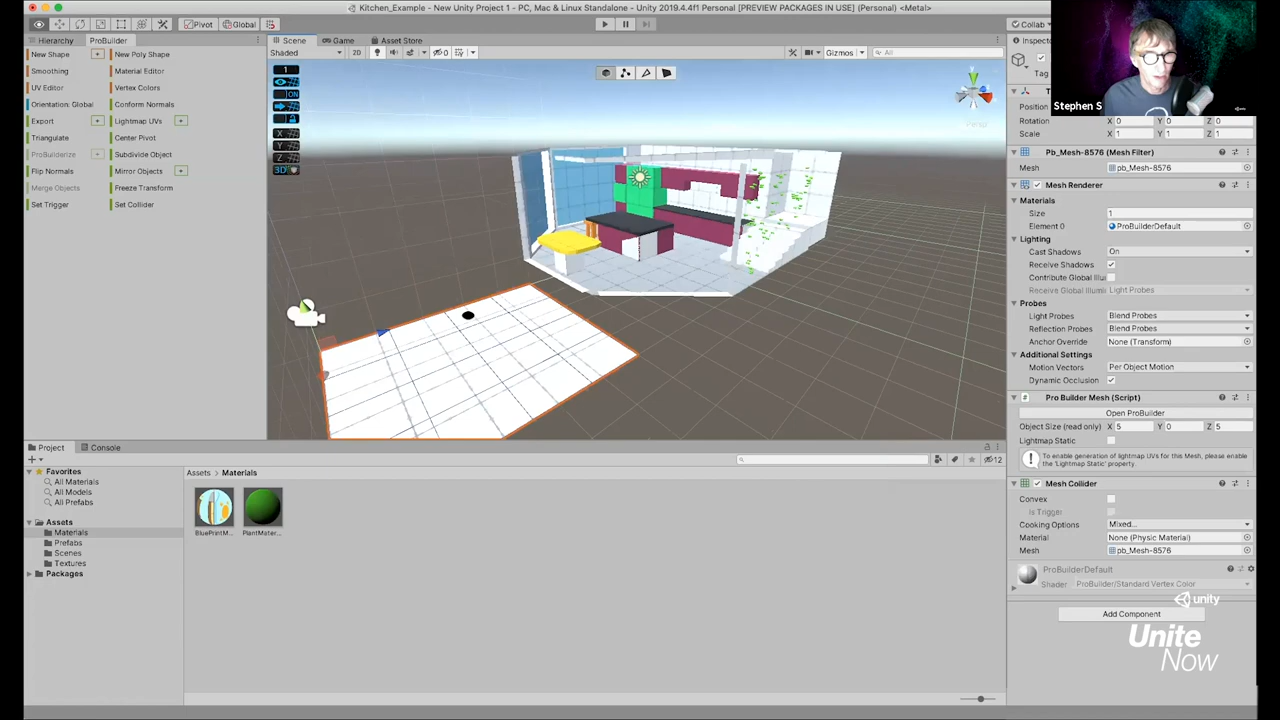 Kitchen_Example - New Unity Project 1 - PC, Mac & Linux Standalone - Unity 2019.4.4f1 Personal [PREVIEW PACKAGES IN USE] (Personal) <Metal>
Pivot Global Collab
Hierarchy ProBuilder Scene Game Asset Store Inspector
Shaded 2D 0 Gizmos All
New Shape + New Poly Shape
Smoothing Material Editor
UV Editor Vertex Colors
Orientation: Global Conform Normals
Export + Lightmap UVs +
Triangulate Center Pivot
ProBuilderize + Subdivide Object
Flip Normals Mirror Objects +
Merge Objects Freeze Transform
Set Trigger Set Collider
1
ON
X
Y
Z
3D
Persp
Stephen S
Tag
Position
Rotation X 0 Y 0 Z 0
Scale X 1 Y 1 Z 1
Pb_Mesh-8576 (Mesh Filter)
Mesh pb_Mesh-8576
Mesh Renderer
Materials
Size 1
Element 0 ProBuilderDefault
Lighting
Cast Shadows On
Receive Shadows
Contribute Global Illu
Receive Global Illumi Light Probes
Probes
Light Probes Blend Probes
Reflection Probes Blend Probes
Anchor Override None (Transform)
Additional Settings
Motion Vectors Per Object Motion
Dynamic Occlusion
Pro Builder Mesh (Script)
Open ProBuilder
Object Size (read only) X 5 Y 0 Z 5
Lightmap Static
To enable generation of lightmap UVs for this Mesh, please enable
the 'Lightmap Static' property.
Mesh Collider
Convex
Is Trigger
Cooking Options Mixed...
Material None (Physic Material)
Mesh pb_Mesh-8576
ProBuilderDefault
Shader ProBuilder/Standard Vertex Color
Add Component
unity
Unite
Now
Project Console
+ 12
Favorites
All Materials
All Models
All Prefabs
Assets
Materials
Prefabs
Scenes
Textures
Packages
Assets > Materials
BluePrintM... PlantMater...